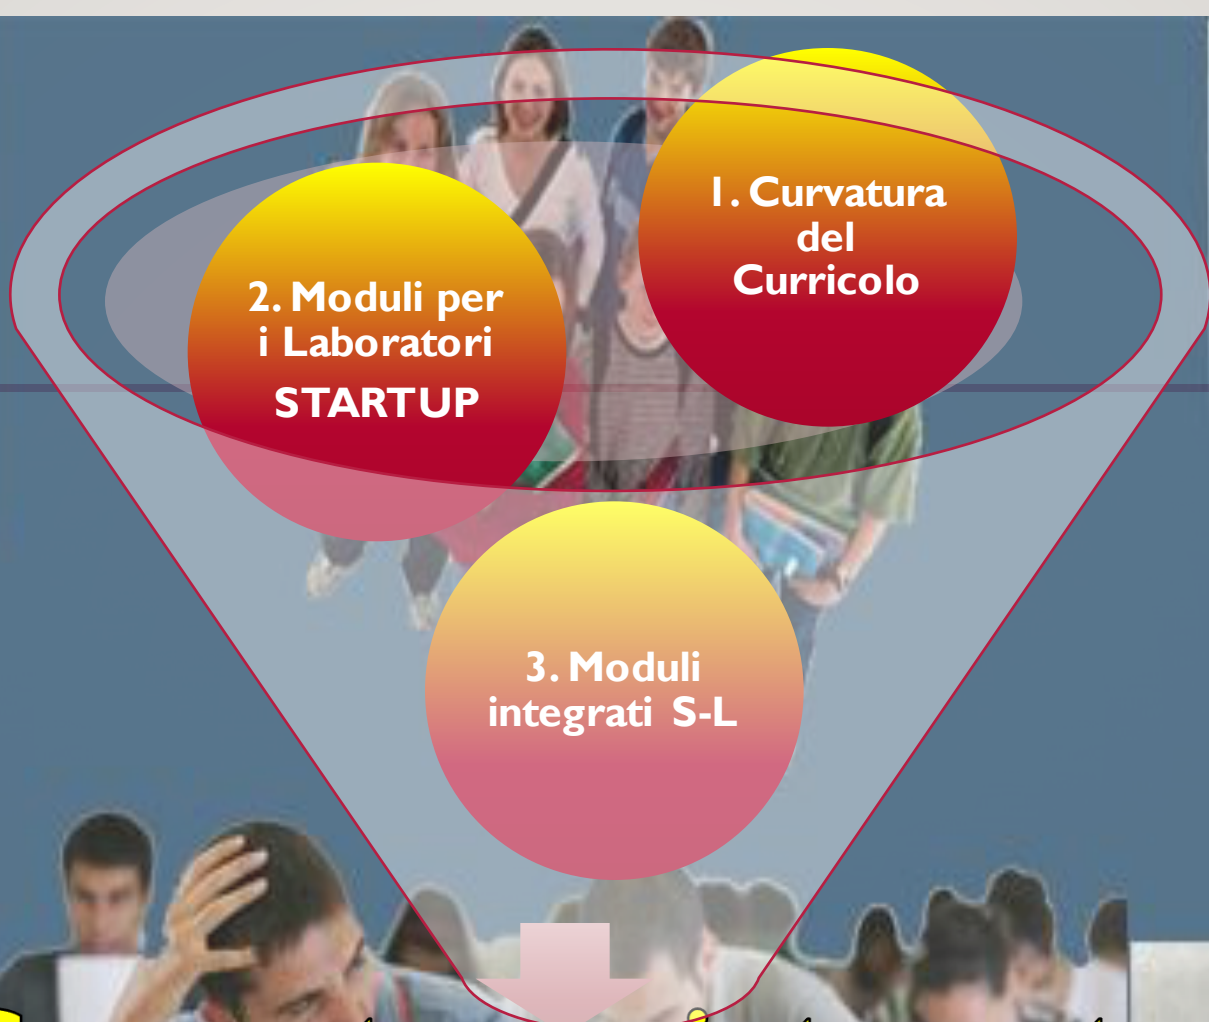 1. Curvatura
del
Curricolo
2. Moduli per
i Laboratori
STARTUP
3. Moduli
integrati S-L